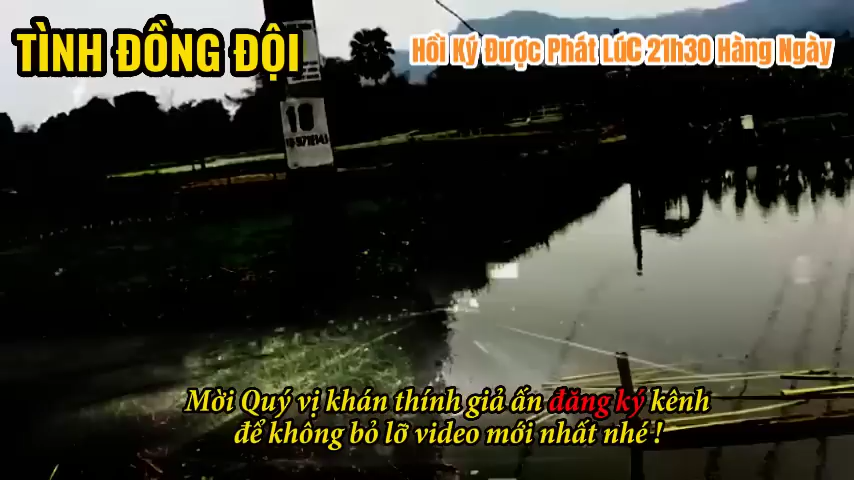 TÌNH ĐỒNG ĐỘI
Hồi Ký Được Phát LúC 21h30 Hàng Ngày
10
Mời Quý vị khán thính giả ấn đăng ký kênh
để không bỏ lỡ video mới nhất nhé !